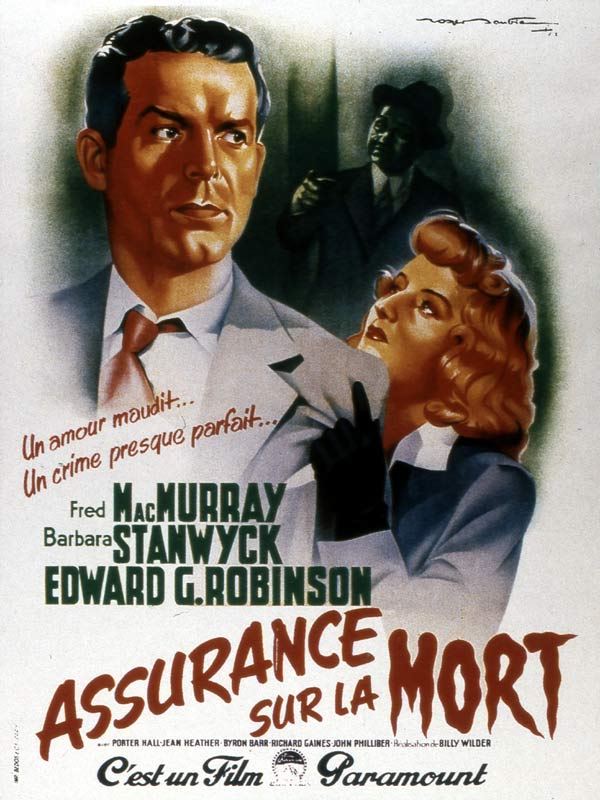 Un amour maudit...
Un crime presque parfait...
Fred MacMURRAY
Barbara STANWYCK
EDWARD G. ROBINSON
ASSURANCE
SUR LA MORT
avec PORTER HALL - JEAN HEATHER - BYRON BARR - RICHARD GAINES - JOHN PHILLIBER - Réalisation de BILLY WILDER
C'est un Film Paramount